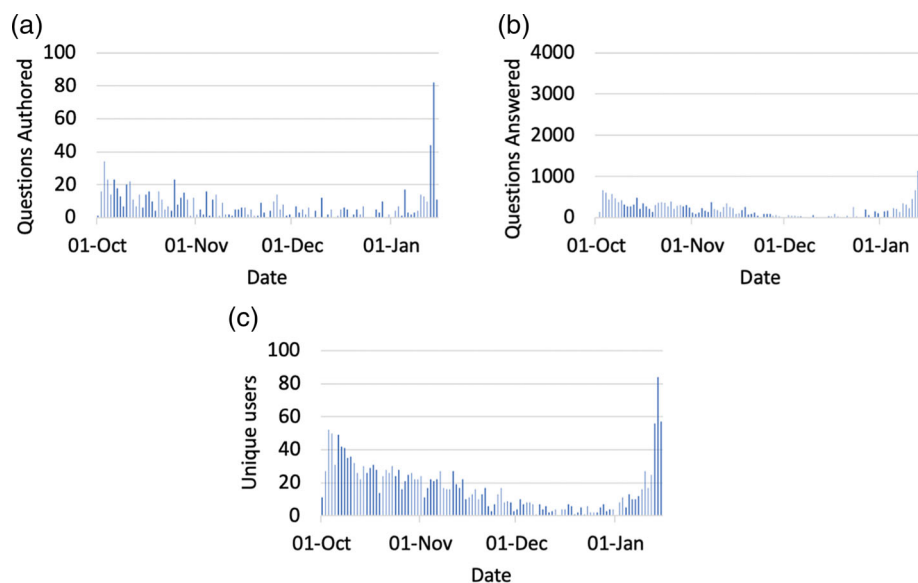 (a)
Questions Authored
100
80
60
40
20
0
01-Oct 01-Nov 01-Dec 01-Jan
Date
(b)
Questions Answered
4000
3000
2000
1000
0
01-Oct 01-Nov 01-Dec 01-Jan
Date
(c)
Unique users
100
80
60
40
20
0
01-Oct 01-Nov 01-Dec 01-Jan
Date